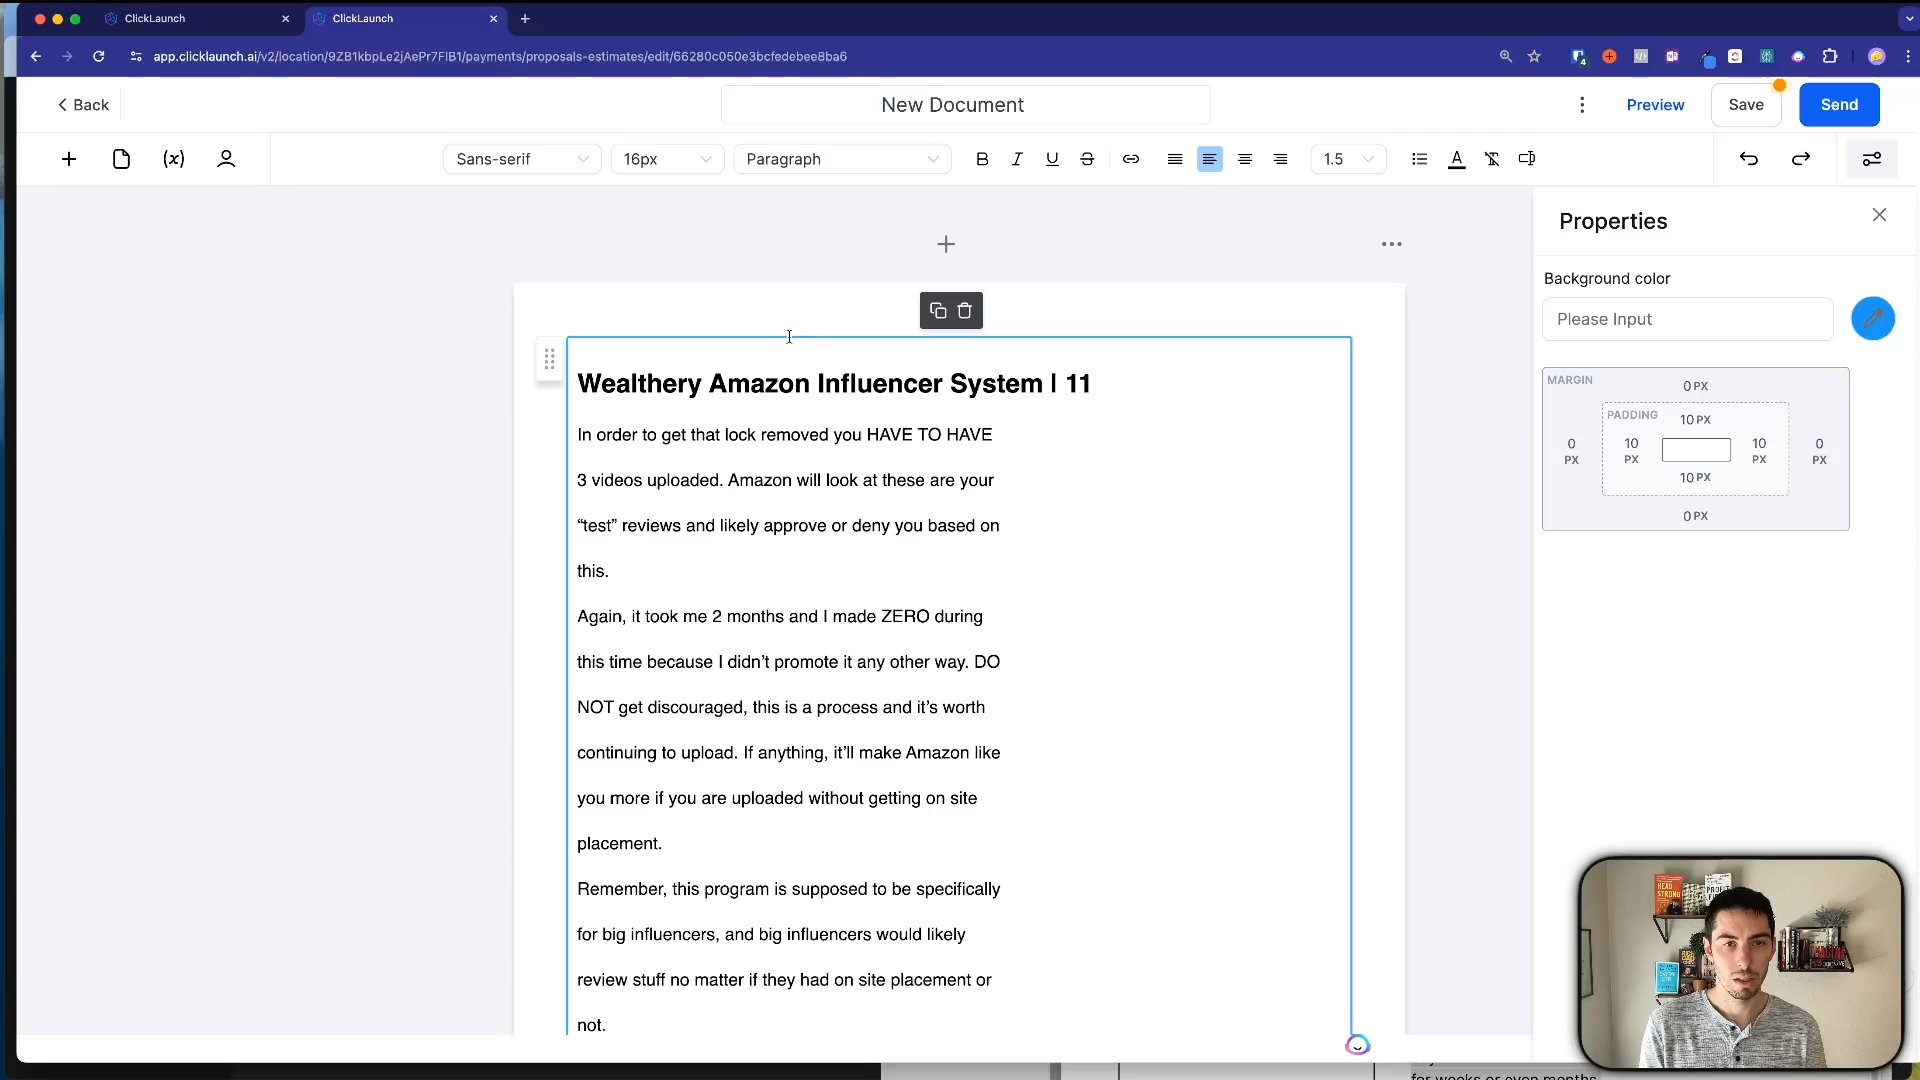 ClickLaunch
ClickLaunch
app.clicklaunch.ai/v2/location/9ZB1kbpLe2jAePr7FIB1/payments/proposals-estimates/edit/66280c050e3bcfedebee8ba6
Back
New Document
Preview
Save
Send
(x)
Sans-serif
16px
Paragraph
B
I
U
S
1.5
A
Properties
Background color
Please Input
MARGIN
0 PX
PADDING
10 PX
0 PX
10 PX
10 PX
0 PX
10 PX
0 PX
Wealthery Amazon Influencer System | 11
In order to get that lock removed you HAVE TO HAVE
3 videos uploaded. Amazon will look at these are your
“test” reviews and likely approve or deny you based on
this.
Again, it took me 2 months and I made ZERO during
this time because I didn’t promote it any other way. DO
NOT get discouraged, this is a process and it’s worth
continuing to upload. If anything, it’ll make Amazon like
you more if you are uploaded without getting on site
placement.
Remember, this program is supposed to be specifically
for big influencers, and big influencers would likely
review stuff no matter if they had on site placement or
not.
HEAD STRONG
for weeks or even months